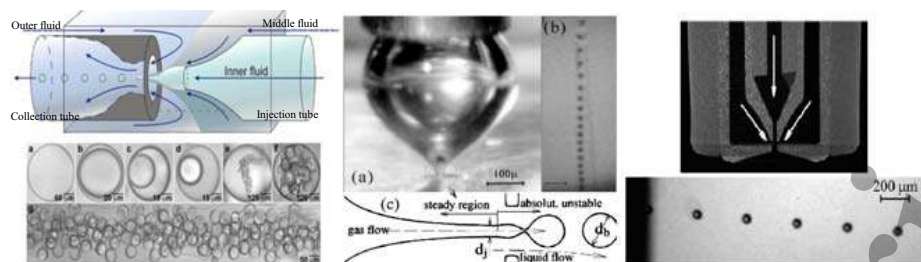 Outer fluid
Middle fluid
Inner fluid
Collection tube
Injection tube
a
b
c
d
e
f
g
(a)
100μ
(b)
(c)
steady region
absolut. unstable
gas flow
d_j
liquid flow
d_b
200 μm